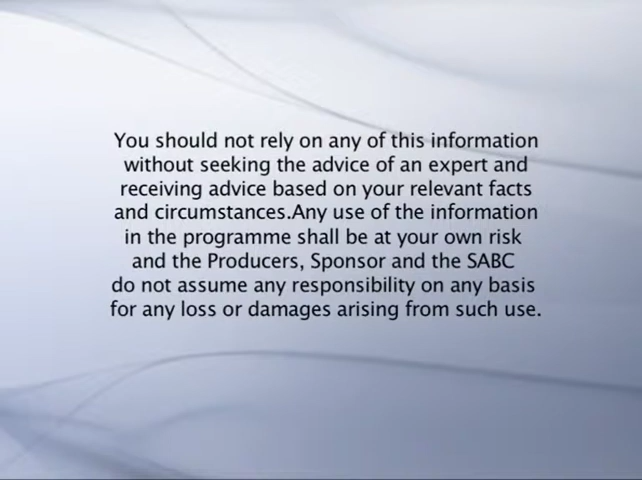 You should not rely on any of this information
without seeking the advice of an expert and
receiving advice based on your relevant facts
and circumstances.Any use of the information
in the programme shall be at your own risk
and the Producers, Sponsor and the SABC
do not assume any responsibility on any basis
for any loss or damages arising from such use.